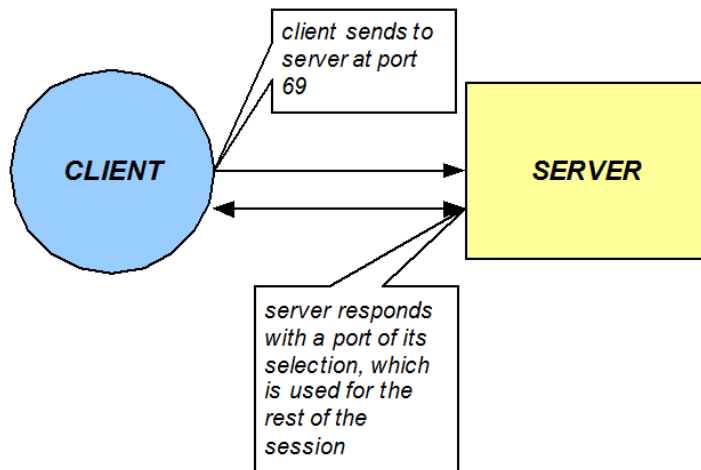 client sends to
server at port
69
CLIENT
SERVER
server responds
with a port of its
selection, which
is used for the
rest of the
session